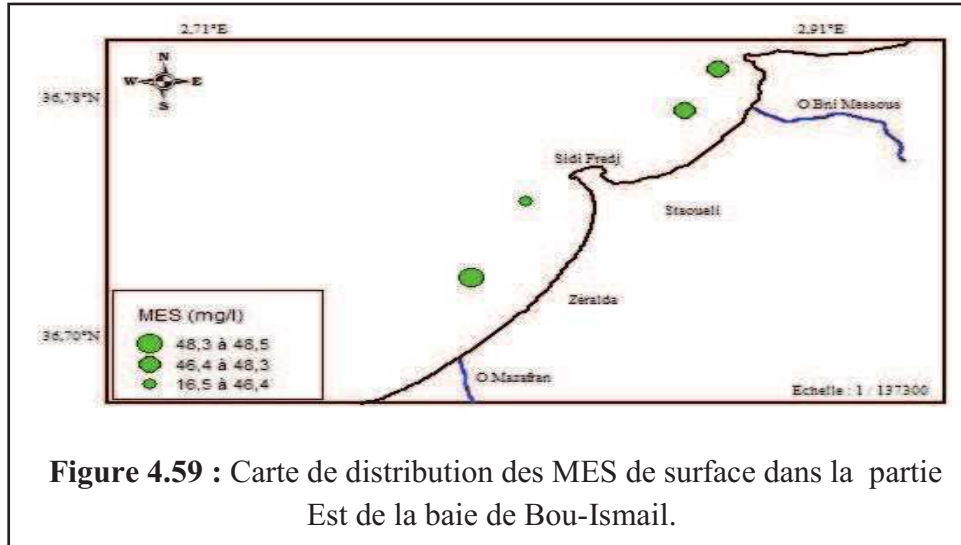 2,71°E
2,91°E
N
W E
S
36,78°N
O Bni Messous
Sidi Fredj
Staoueli
Zeralda
36,70°N
MES (mg/l)
48,3 à 48,5
46,4 à 48,3
16,5 à 46,4
O Mazafran
Echelle : 1 / 137300
Figure 4.59 : Carte de distribution des MES de surface dans la partie
Est de la baie de Bou-Ismail.